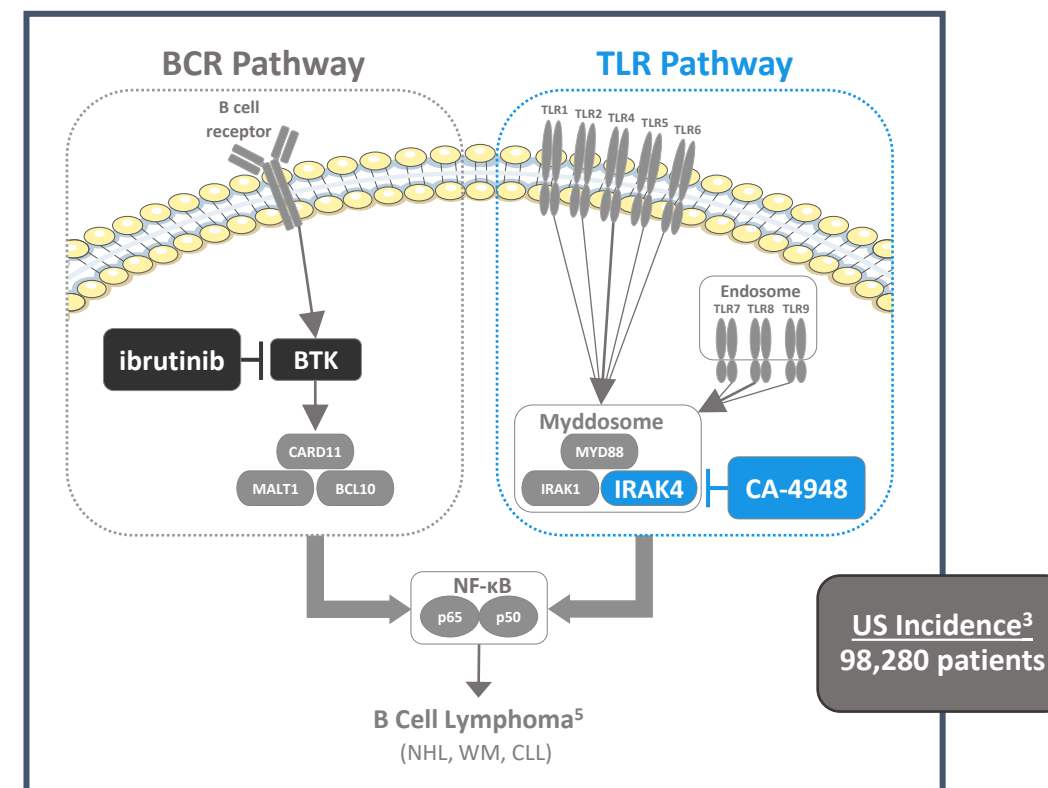 BCR Pathway
B cell
receptor
ibrutinib
BTK
CARD11
MALT1
BCL10
TLR Pathway
TLR1
TLR2
TLR4
TLR5
TLR6
Endosome
TLR7 TLR8 TLR9
Myddosome
MYD88
IRAK1
IRAK4
CA-4948
NF-κB
p65
p50
B Cell Lymphoma⁵
(NHL, WM, CLL)
US Incidence³
98,280 patients